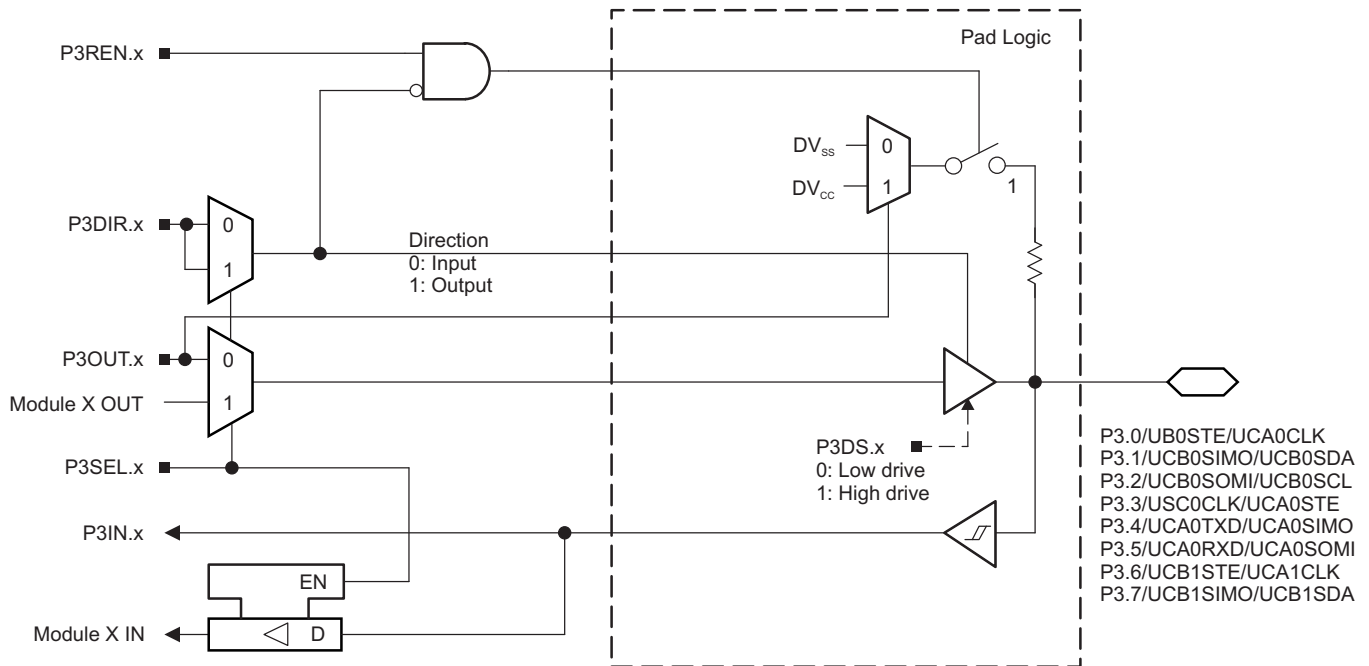 Pad Logic
P3REN.x
DVSS
0
DVCC
1
1
P3DIR.x
0
1
Direction
0: Input
1: Output
P3OUT.x
0
Module X OUT
1
P3SEL.x
P3DS.x
0: Low drive
1: High drive
P3.0/UB0STE/UCA0CLK
P3.1/UCB0SIMO/UCB0SDA
P3.2/UCB0SOMI/UCB0SCL
P3.3/USC0CLK/UCA0STE
P3.4/UCA0TXD/UCA0SIMO
P3.5/UCA0RXD/UCA0SOMI
P3.6/UCB1STE/UCA1CLK
P3.7/UCB1SIMO/UCB1SDA
P3IN.x
EN
Module X IN
D